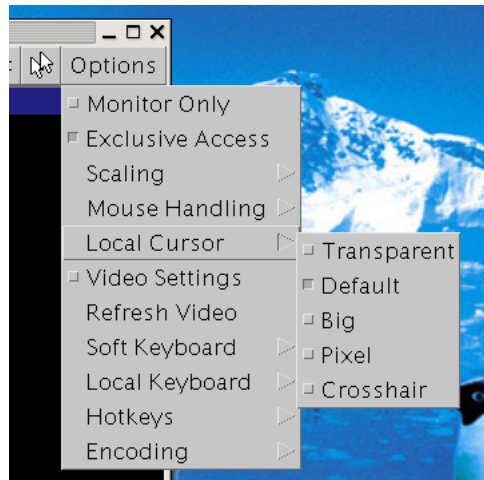 Options
Monitor Only
Exclusive Access
Scaling
Mouse Handling
Local Cursor
Video Settings
Refresh Video
Soft Keyboard
Local Keyboard
Hotkeys
Encoding
Transparent
Default
Big
Pixel
Crosshair